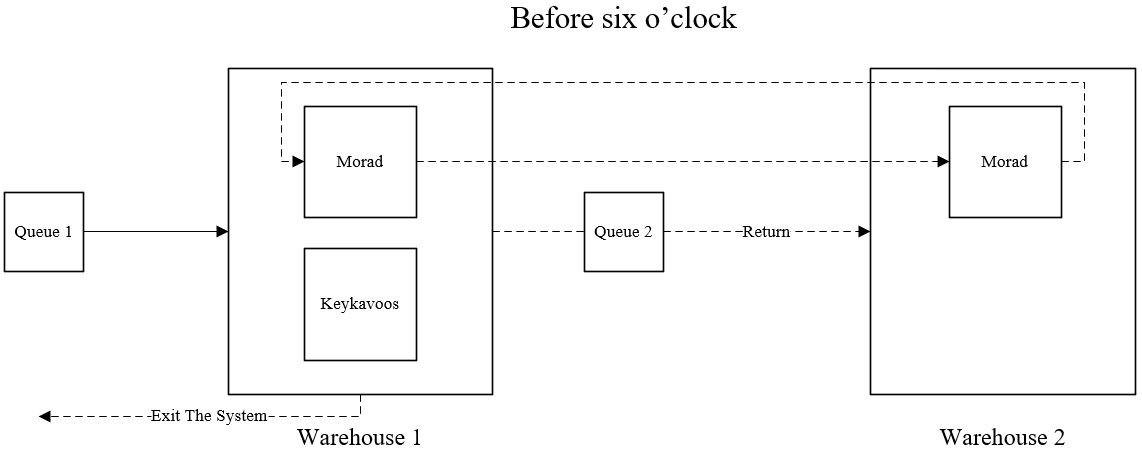 Before six o’clock
Morad
Morad
Queue 1
Queue 2
Return
Keykavoos
Exit The System
Warehouse 1
Warehouse 2